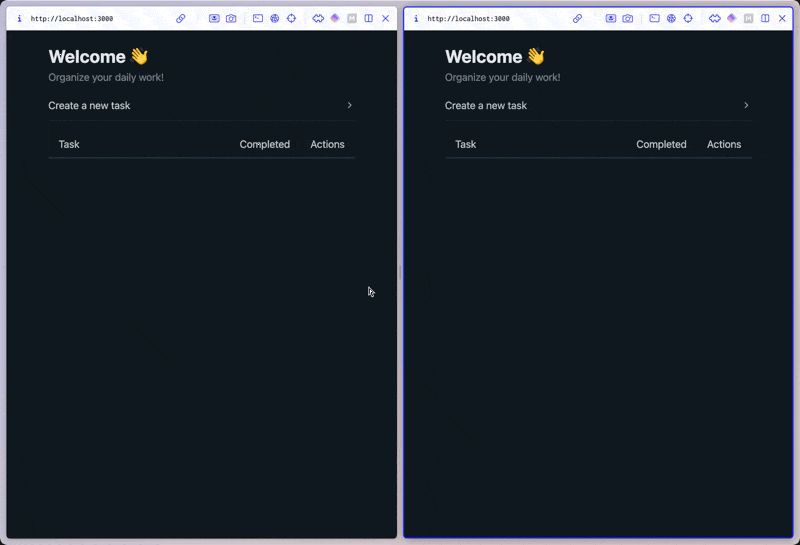 http://localhost:3000
Welcome 👋
Organize your daily work!
Create a new task
Task Completed Actions
http://localhost:3000
Welcome 👋
Organize your daily work!
Create a new task
Task Completed Actions